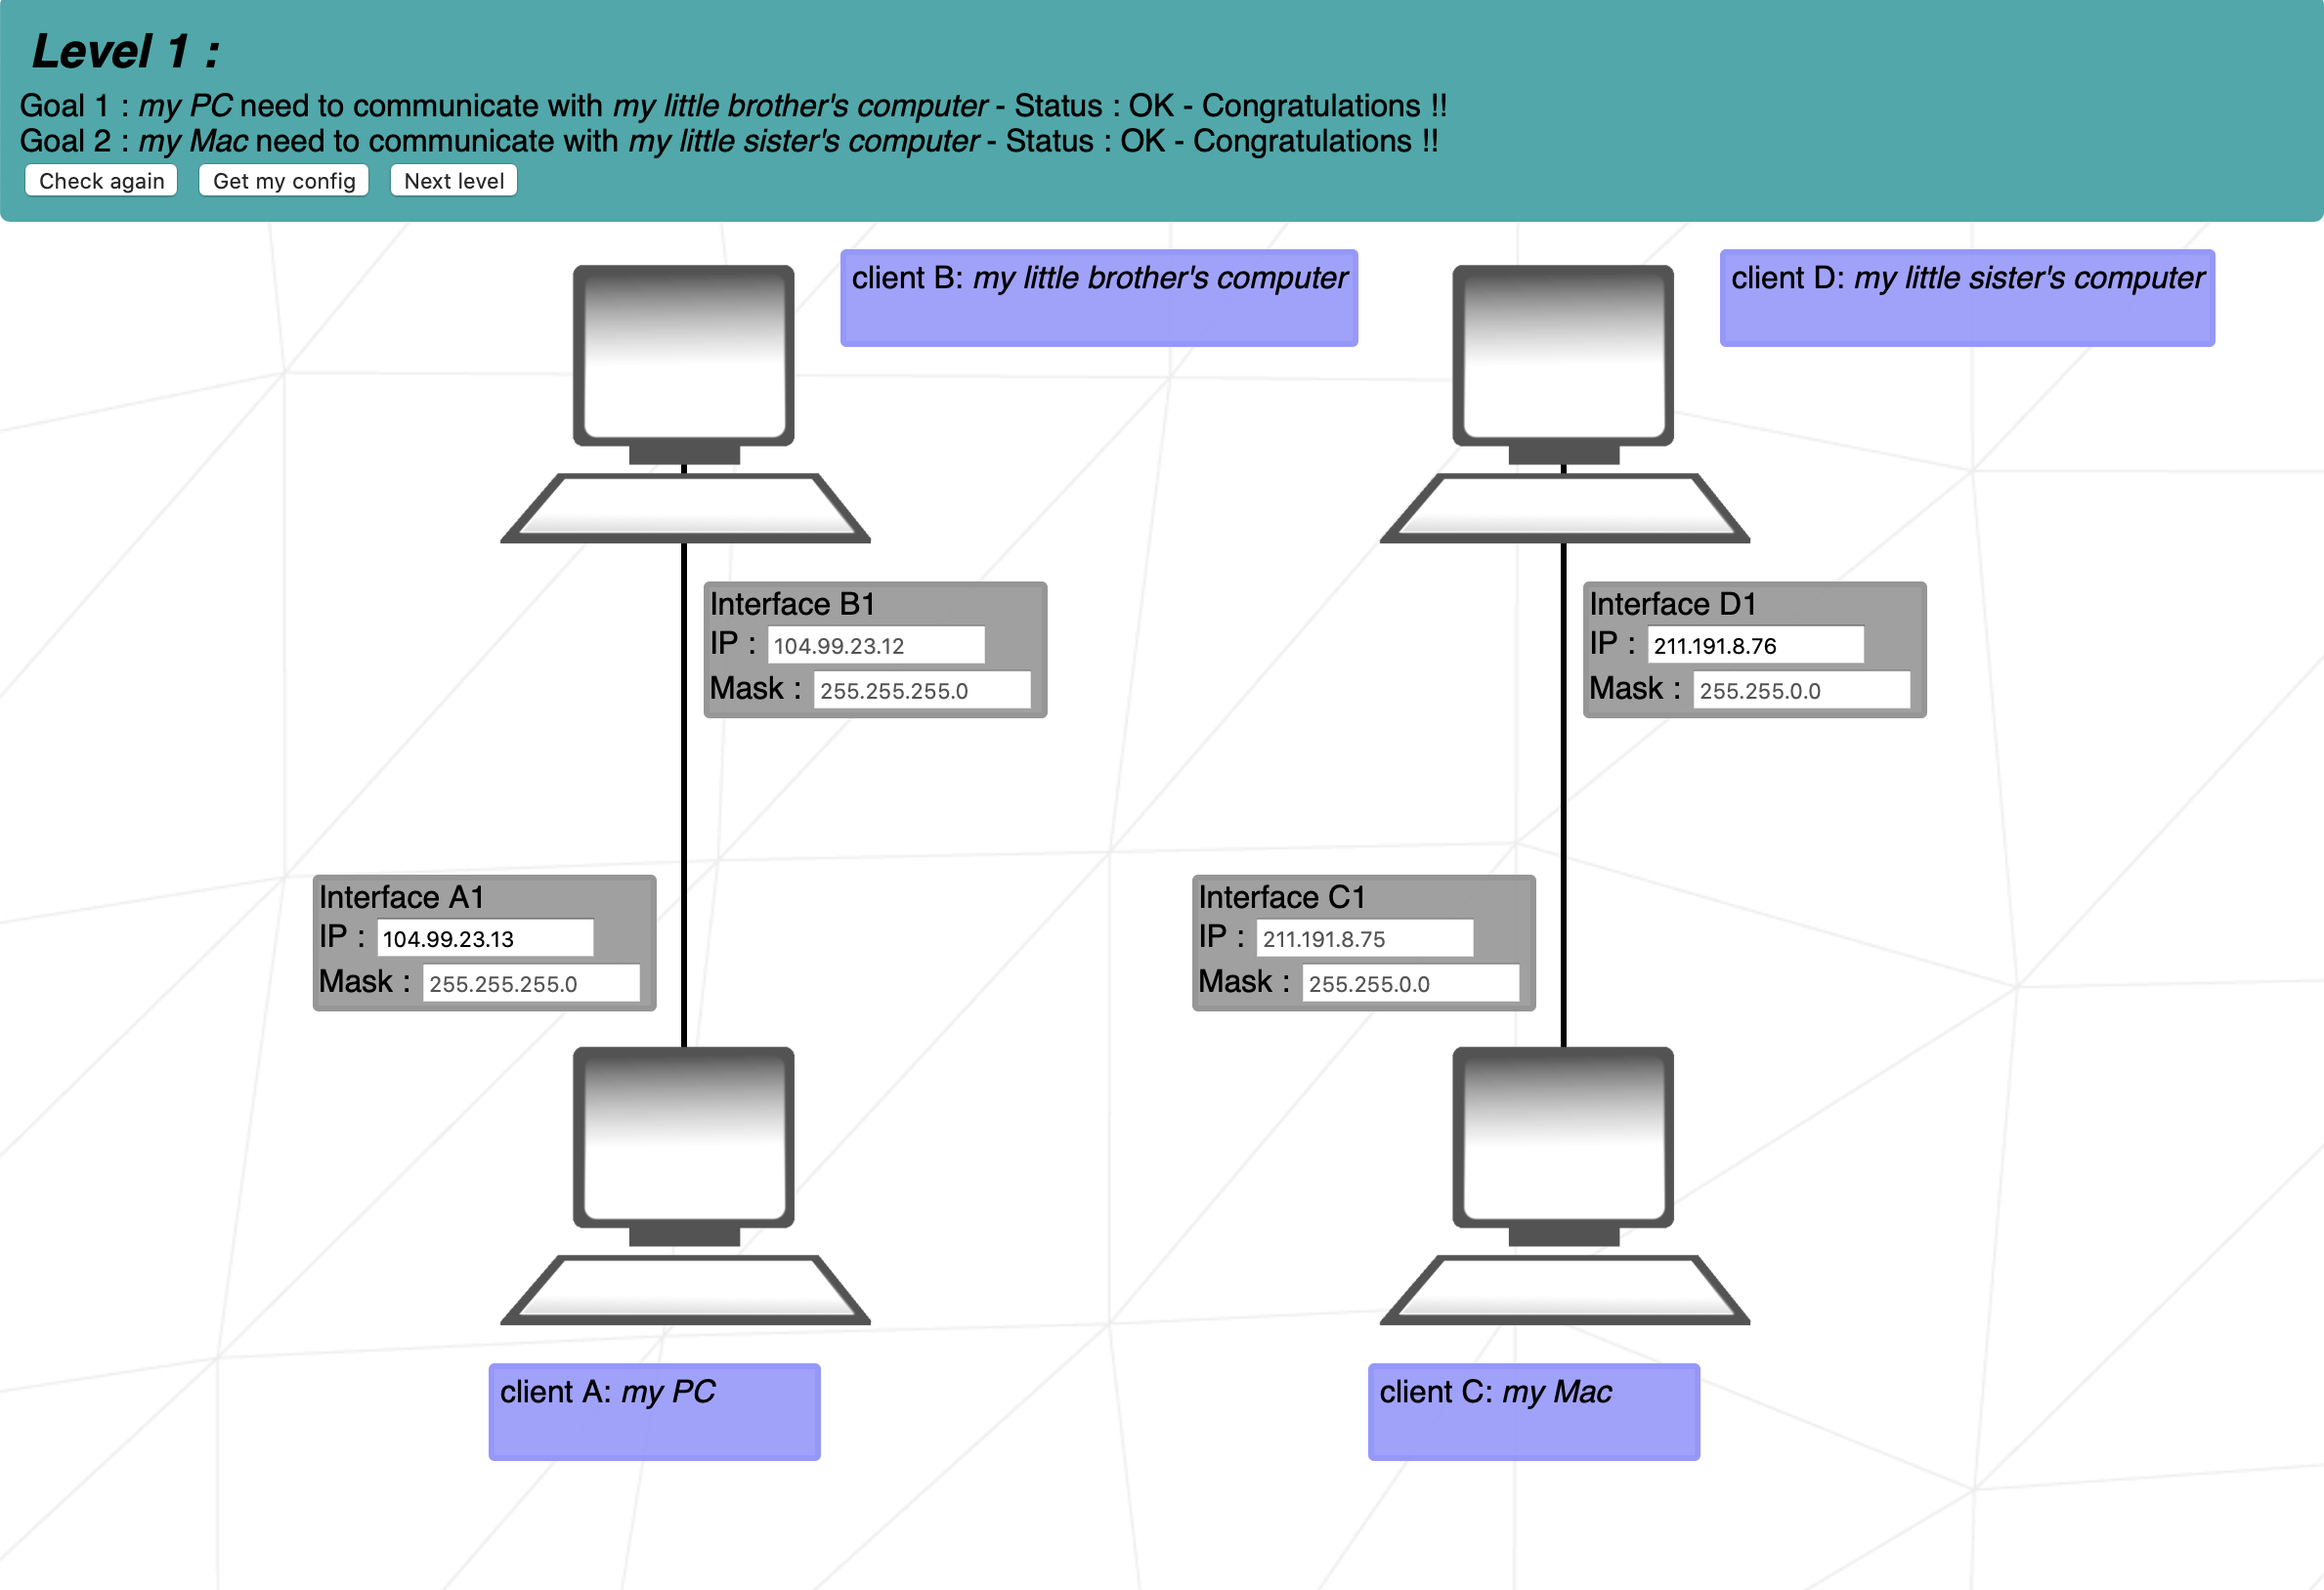 Level 1 :
Goal 1 : my PC need to communicate with my little brother's computer - Status : OK - Congratulations !!
Goal 2 : my Mac need to communicate with my little sister's computer - Status : OK - Congratulations !!
Check again Get my config Next level
client B: my little brother's computer
client D: my little sister's computer
Interface B1
IP : 104.99.23.12
Mask : 255.255.255.0
Interface D1
IP : 211.191.8.76
Mask : 255.255.0.0
Interface A1
IP : 104.99.23.13
Mask : 255.255.255.0
Interface C1
IP : 211.191.8.75
Mask : 255.255.0.0
client A: my PC
client C: my Mac